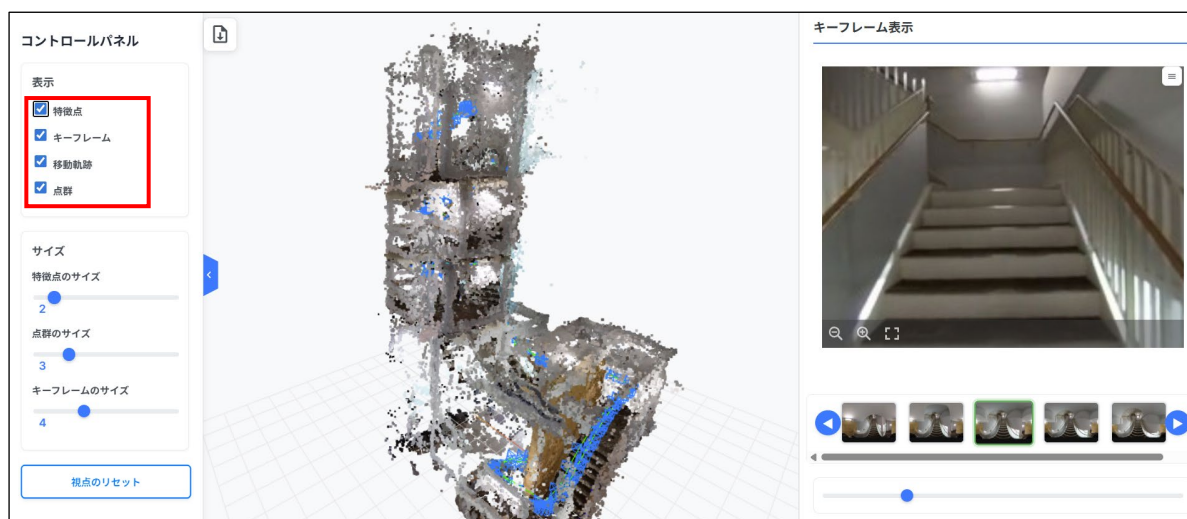 コントロールパネル
表示
特徴点
キーフレーム
移動軌跡
点群
サイズ
特徴点のサイズ
2
点群のサイズ
3
キーフレームのサイズ
4
視点のリセット
キーフレーム表示